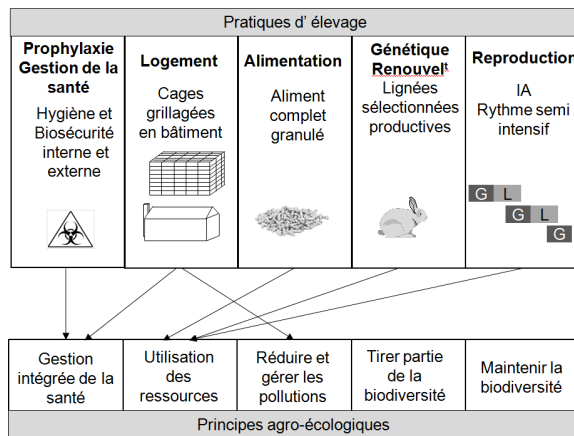 Pratiques d' élevage
Prophylaxie
Gestion de la
santé
Hygiène et
Biosécurité
interne et
externe
Logement
Cages
grillagées
en bâtiment
Alimentation
Aliment
complet
granulé
Génétique
Renouvelt
Lignées
sélectionnées
productives
Reproduction
IA
Rythme semi
intensif
G L
G L
G
Gestion
intégrée de la
santé
Utilisation
des
ressources
Réduire et
gérer les
pollutions
Tirer partie
de la
biodiversité
Maintenir la
biodiversité
Principes agro-écologiques